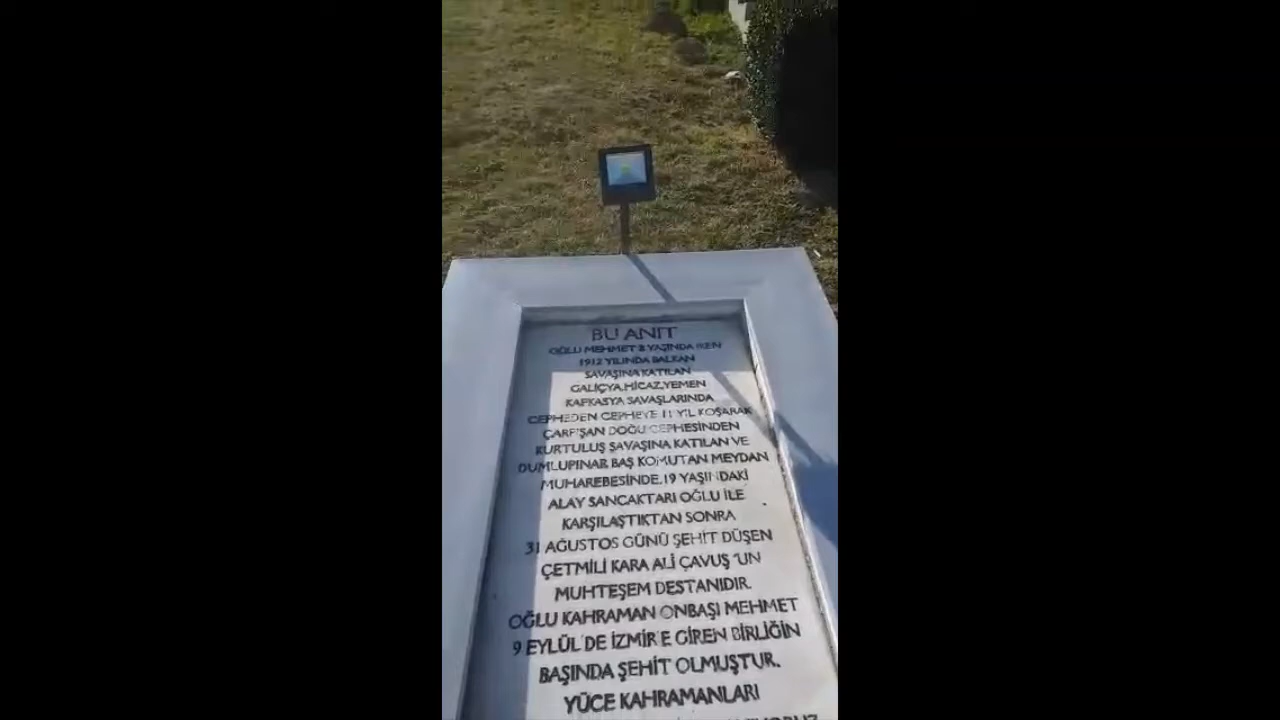 BU ANIT
OĞLU MEHMET 8 YAŞINDA İKEN
1912 YILINDA BALKAN
SAVAŞINA KATILAN
GALİÇYA,HİCAZ,YEMEN
KAFKASYA SAVAŞLARINDA
CEPHEDEN CEPHEYE 11 YIL KOŞARAK
ÇARPIŞAN DOĞU CEPHESİNDEN
KURTULUŞ SAVAŞINA KATILAN VE
DUMLUPINAR BAŞ KOMUTAN MEYDAN
MUHAREBESİNDE,19 YAŞINDAKİ
ALAY SANCAKTARI OĞLU İLE
KARŞILAŞTIKTAN SONRA
31 AĞUSTOS GÜNÜ ŞEHİT DÜŞEN
ÇETMİLİ KARA ALİ ÇAVUŞ'UN
MUHTEŞEM DESTANIDIR.
OĞLU KAHRAMAN ONBAŞI MEHMET
9 EYLÜL'DE İZMİR'E GİREN BİRLİĞİN
BAŞINDA ŞEHİT OLMUŞTUR.
YÜCE KAHRAMANLARI